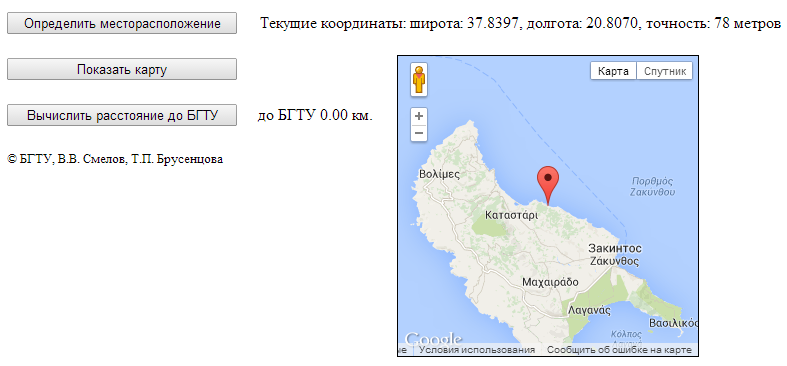 Определить месторасположение Текущие координаты: широта: 37.8397, долгота: 20.8070, точность: 78 метров
Показать карту
Карта Спутник
Вычислить расстояние до БГТУ до БГТУ 0.00 км.
© БГТУ, В.В. Смелов, Т.П. Брусенцова
Βολίμες
Πορθμός
Ζακύνθου
Καταστάρι
Закинтос
Ζάκυνθος
Μαχαιράδο
Λαγανάς
Βασιλικός
Κόλπος
Google
Условия использования Сообщить об ошибке на карте